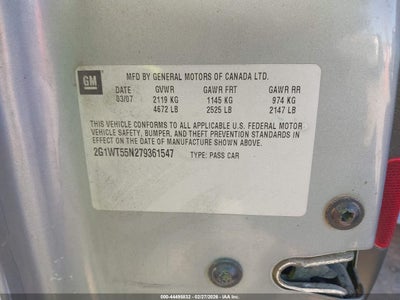 GM
MFD BY GENERAL MOTORS OF CANADA LTD.
DATE GVWR GAWR FRT GAWR RR
03/07 2119 KG 1145 KG 974 KG
4672 LB 2525 LB 2147 LB
THIS VEHICLE CONFORMS TO ALL APPLICABLE U.S. FEDERAL MOTOR
VEHICLE SAFETY, BUMPER, AND THEFT PREVENTION STANDARDS IN
EFFECT ON THE DATE OF MANUFACTURE SHOWN ABOVE.
2G1WT55N279361547 TYPE: PASS CAR
000-44495832 - 02/27/2026 - IAA Inc.